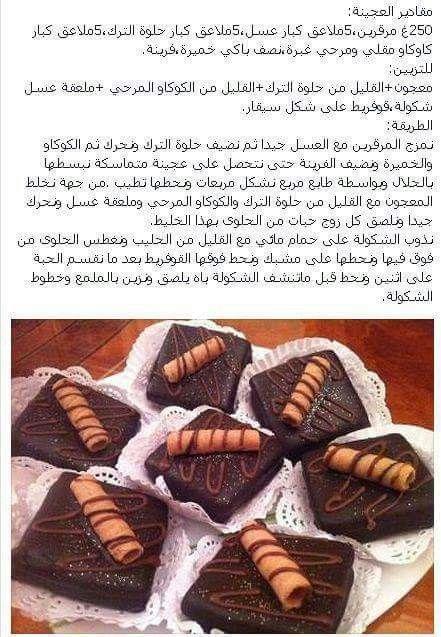 مقادير العجينة:
250غ مرقرين،5ملاعق كبار عسل،5ملاعق كبار حلوة الترك،5ملاعق كبار
كاوكاو مقلي ومرحي غبرة،نصف باكي خميرة،فرينة.
للتزيين:
معجون+القليل من حلوة الترك+القليل من الكوكاو المرحي +ملعقة عسل
شكولة،قوفريط على شكل سيقار.
الطريقة:
نمزج المرقرين مع العسل جيدا ثم نضيف حلوة الترك ونحرك ثم الكوكاو
والخميرة ونضيف الفرينة حتى نتحصل على عجينة متماسكة نبسطها
بالحلال وبواسطة طابع مربع نشكل مربعات ونحطها تطيب .من جهة نخلط
المعجون مع القليل من حلوة الترك والكوكاو المرحي وملعقة عسل ونحرك
جيدا ونلصق كل زوج حبات من الحلوى بهذا الخليط.
نذوب الشكولة على حمام مائي مع القليل من الحليب ونغطس الحلوى من
فوق فيها ونحطها على مشبك ونحط فوقها القوفريط بعد ما نقسم الحبة
على اثنين ونحط قبل ماتنشف الشكولة باه يلصق ونزين بالملمع وخطوط
الشكولة.